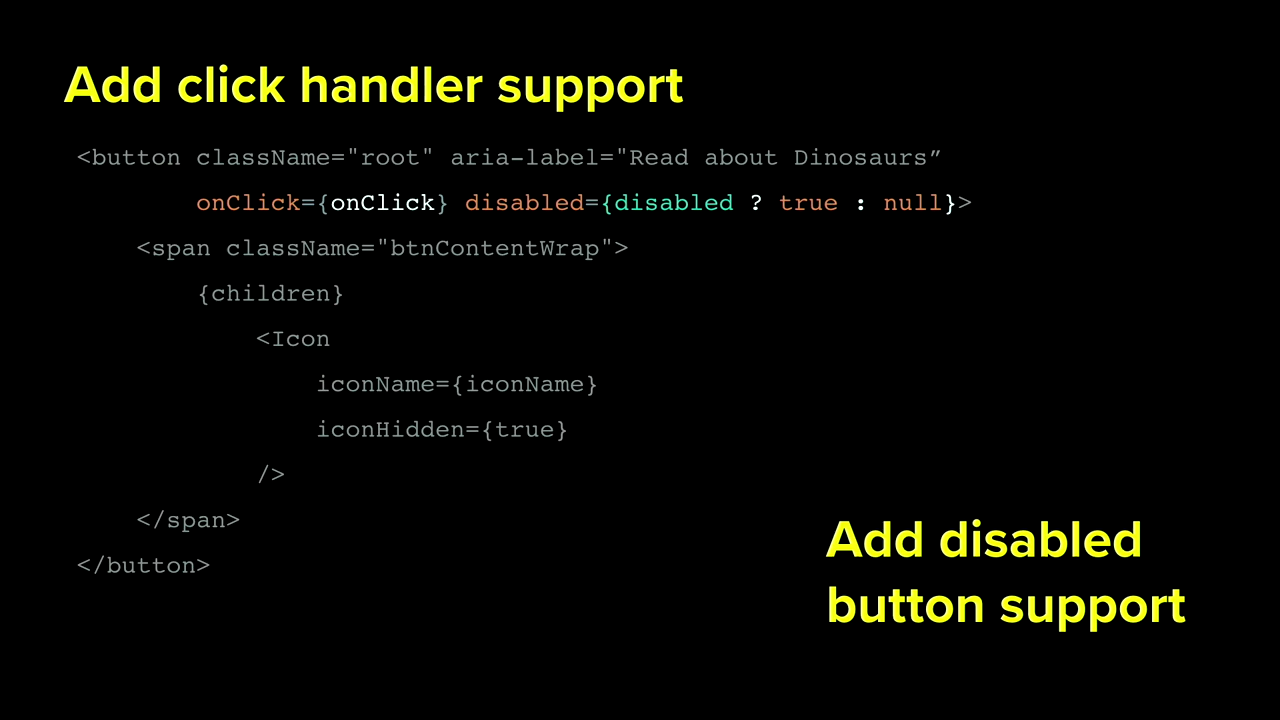 Add click handler support
<button className="root" aria-label="Read about Dinosaurs”
onClick={onClick} disabled={disabled ? true : null}>
<span className="btnContentWrap">
{children}
<Icon
iconName={iconName}
iconHidden={true}
/>
</span>
</button>
Add disabled
button support